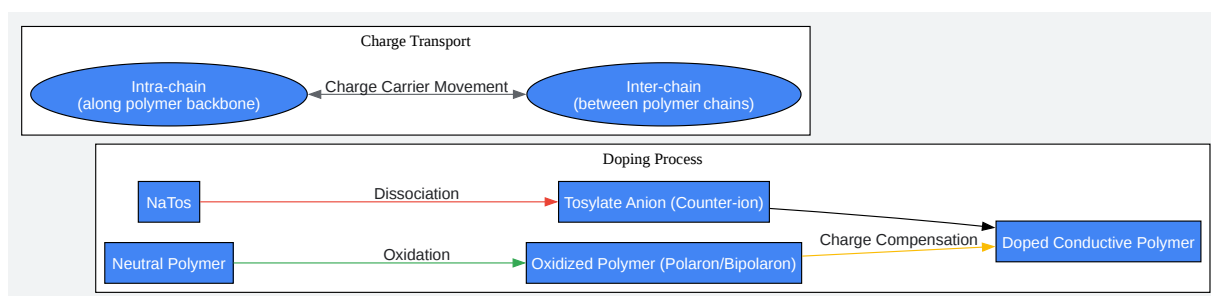 Charge Transport
Intra-chain
(along polymer backbone)
Charge Carrier Movement
Inter-chain
(between polymer chains)
Doping Process
NaTos
Dissociation
Tosylate Anion (Counter-ion)
Neutral Polymer
Oxidation
Oxidized Polymer (Polaron/Bipolaron)
Charge Compensation
Doped Conductive Polymer